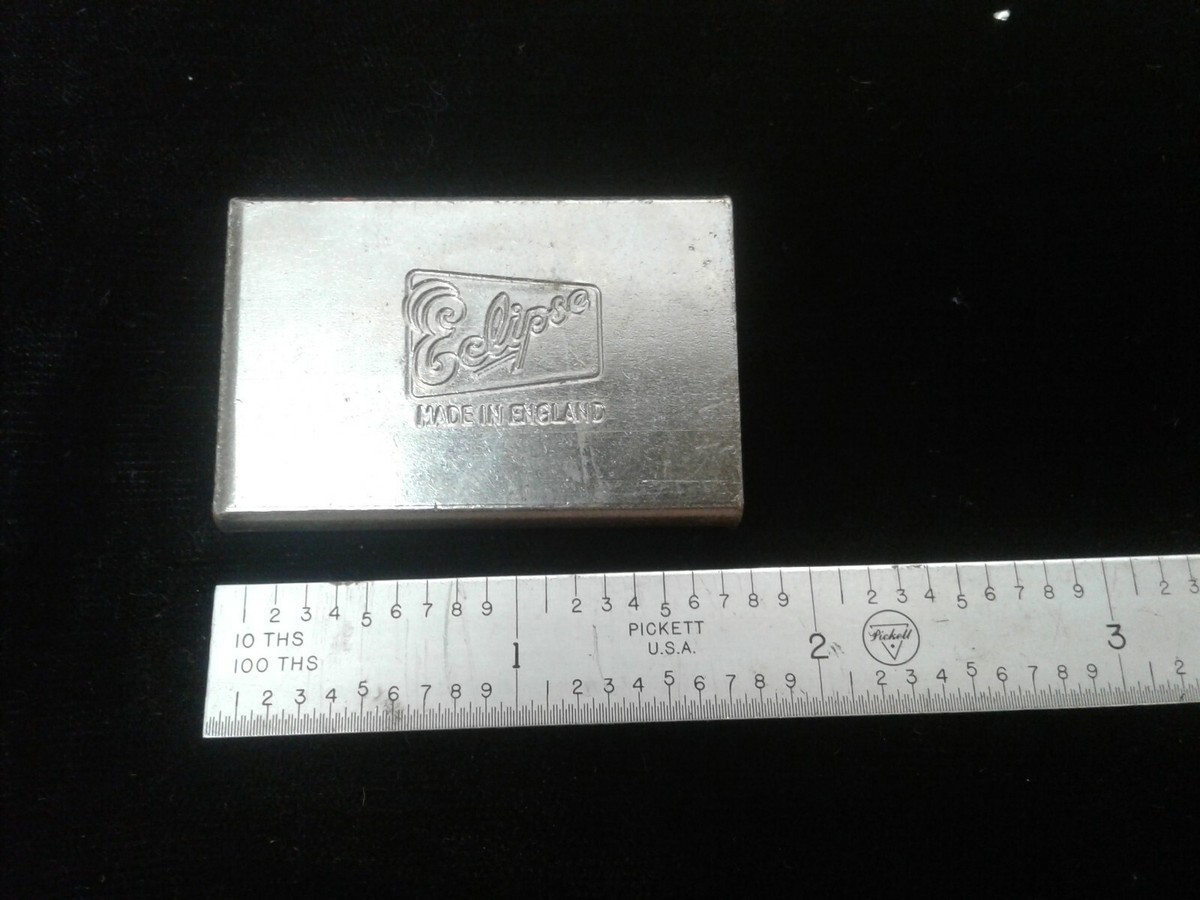 Eclipse
MADE IN ENGLAND
2 3 4 5 6 7 8 9 2 3 4 5 6 7 8 9 2 3 4 5 6 7 8 9 2 3
10 THS
100 THS
1
PICKETT
U.S.A.
2
Pickett
3
2 3 4 5 6 7 8 9 2 3 4 5 6 7 8 9 2 3 4 5 6 7 8 9 2